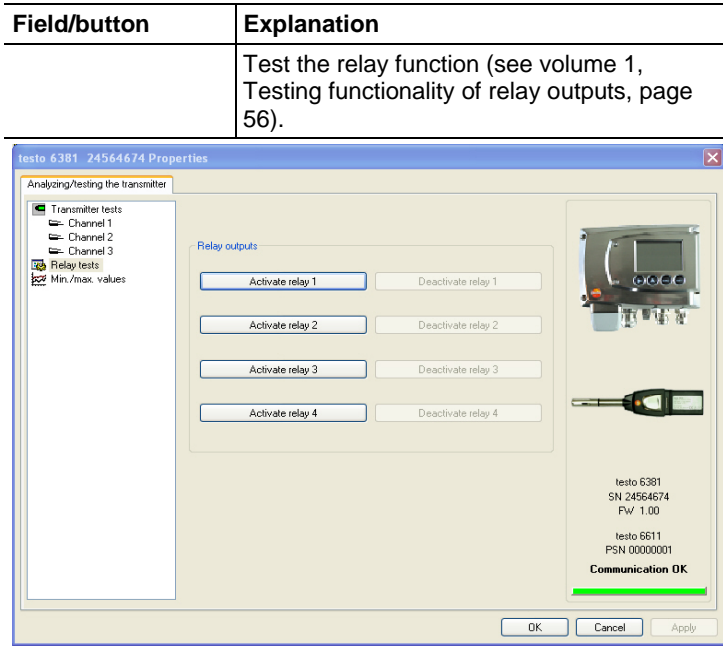 Field/button Explanation
Test the relay function (see volume 1,
Testing functionality of relay outputs, page
56).
testo 6381 24564674 Properties
Analyzing/testing the transmitter
Transmitter tests
Channel 1
Channel 2
Channel 3
Relay tests
Min./max. values
Relay outputs
Activate relay 1 Deactivate relay 1
Activate relay 2 Deactivate relay 2
Activate relay 3 Deactivate relay 3
Activate relay 4 Deactivate relay 4
testo 6381
SN 24564674
FW 1.00
testo 6611
PSN 00000001
Communication OK
OK Cancel Apply